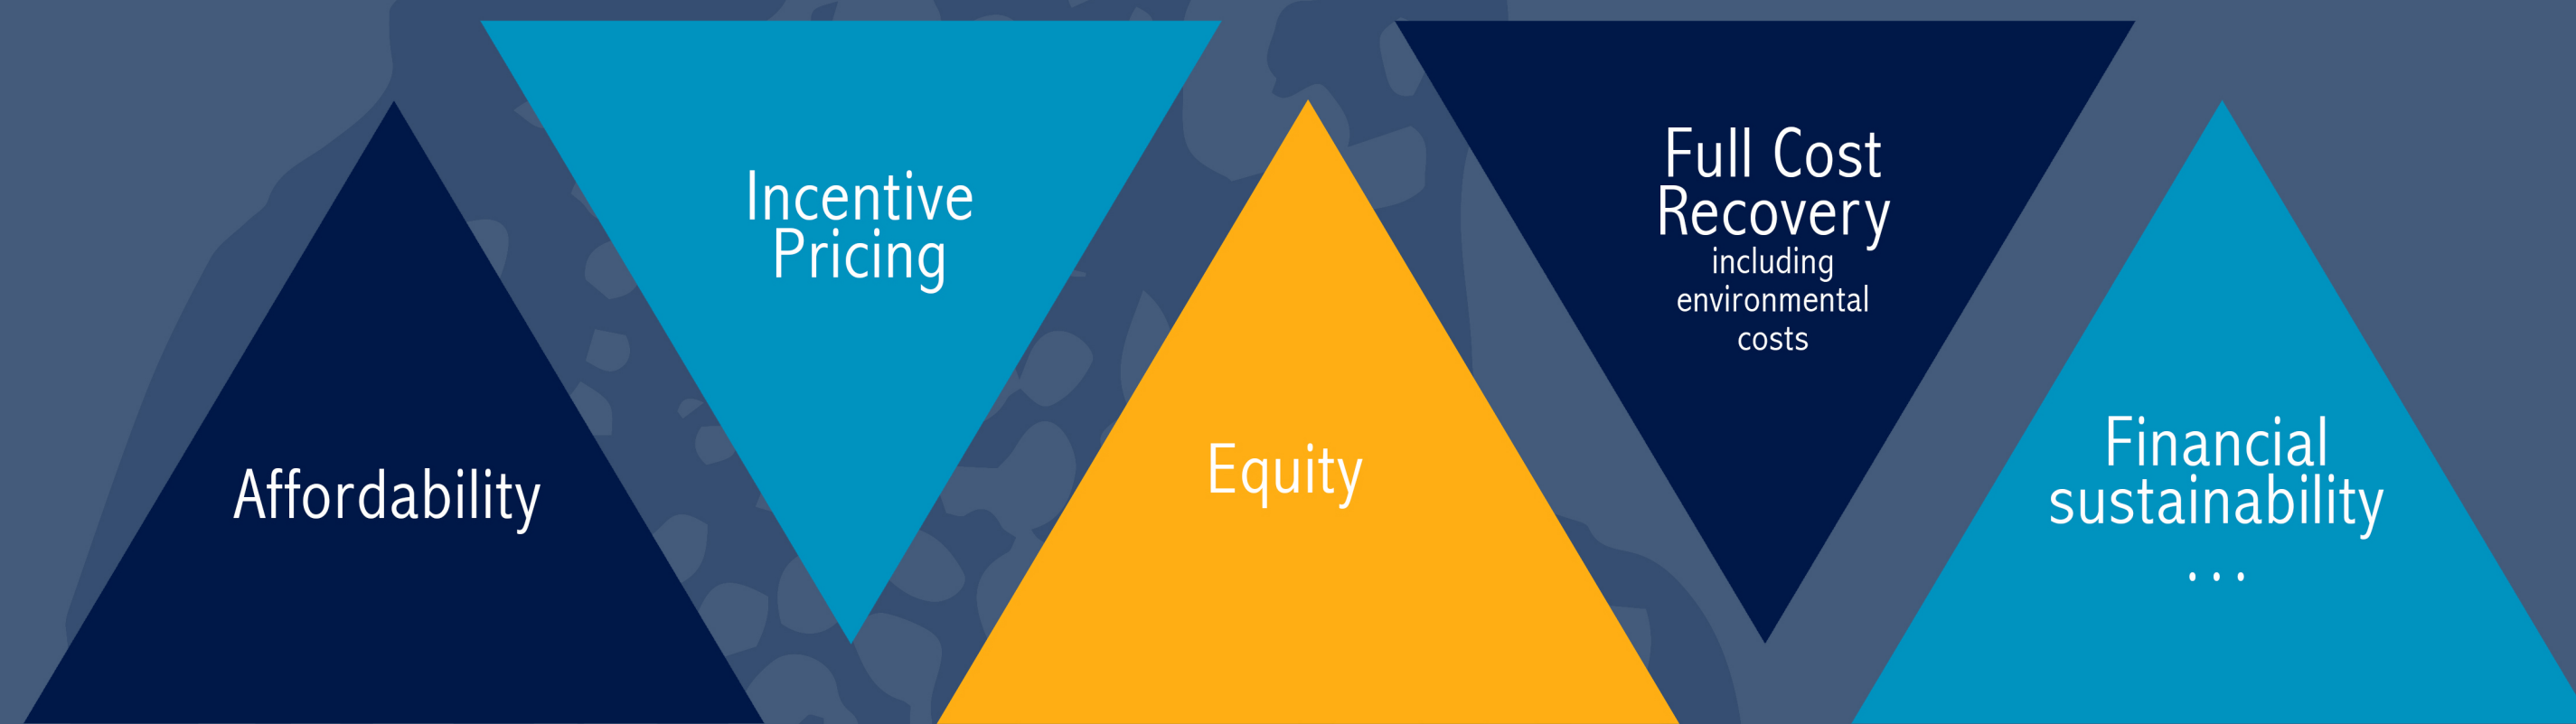 Affordability
Incentive
Pricing
Equity
Full Cost
Recovery
including
environmental
costs
Financial
sustainability
...